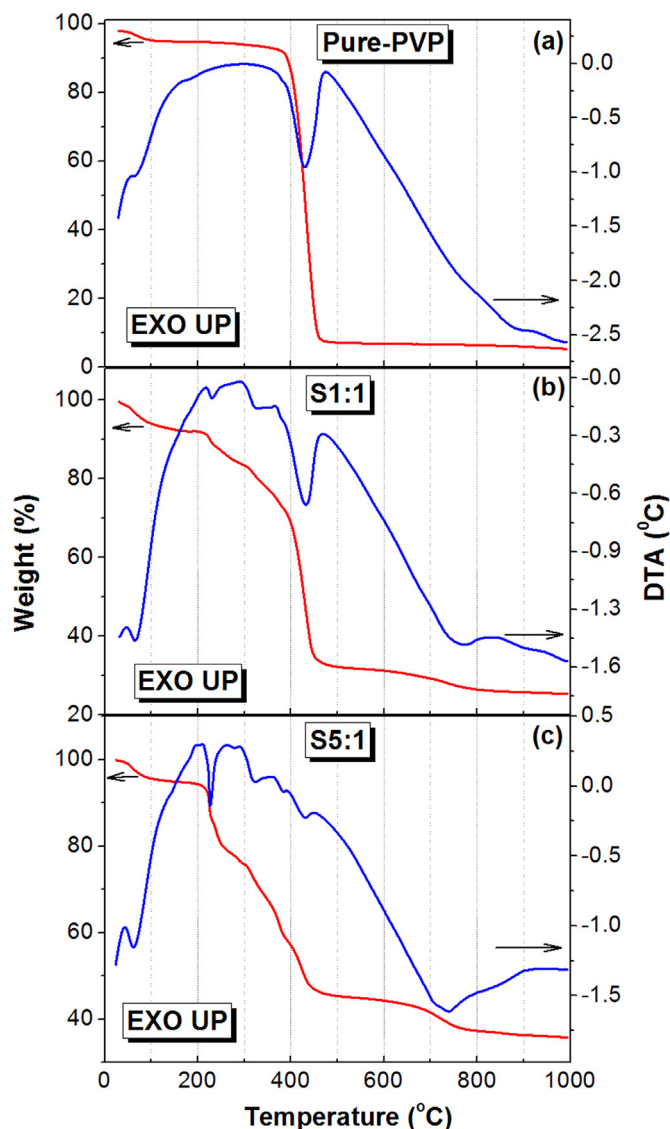 Pure-PVP
(a)
100
80
60
40
20
0
0.0
-0.5
-1.0
-1.5
-2.0
-2.5
EXO UP
S1:1
(b)
100
80
60
40
20
-0.0
-0.3
-0.6
-0.9
-1.3
-1.6
EXO UP
S5:1
(c)
100
80
60
40
0.5
0.0
-0.5
-1.0
-1.5
EXO UP
Weight (%)
DTA (⁰C)
0 200 400 600 800 1000
Temperature (°C)